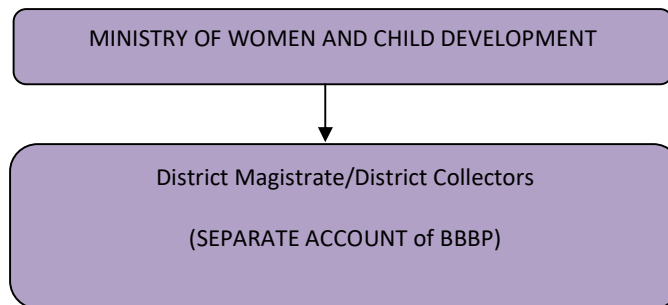 MINISTRY OF WOMEN AND CHILD DEVELOPMENT
District Magistrate/District Collectors
(SEPARATE ACCOUNT of BBBP)